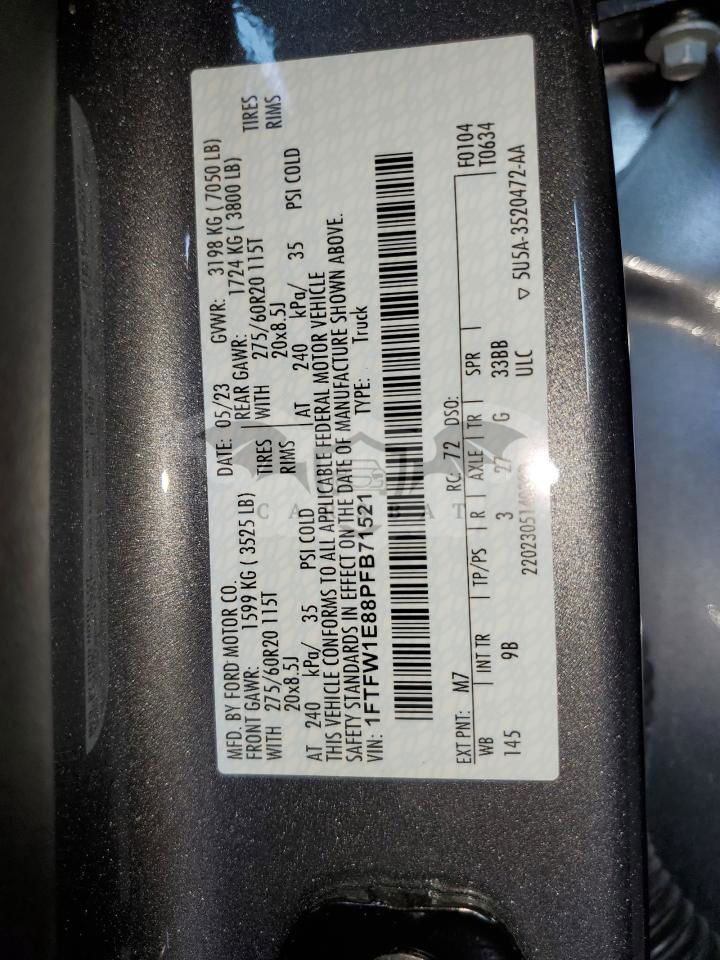 MFD. BY FORD MOTOR CO.
DATE: 05/23 GVWR: 3198 KG ( 7050 LB)
FRONT GAWR: 1599 KG ( 3525 LB) REAR GAWR: 1724 KG ( 3800 LB)
WITH 275/60R20 115T TIRES WITH 275/60R20 115T TIRES
20x8.5J RIMS 20x8.5J RIMS
AT 240 kPa/ 35 PSI COLD AT 240 kPa/ 35 PSI COLD
THIS VEHICLE CONFORMS TO ALL APPLICABLE FEDERAL MOTOR VEHICLE
SAFETY STANDARDS IN EFFECT ON THE DATE OF MANUFACTURE SHOWN ABOVE.
VIN: 1FTFW1E88PFB71521 TYPE: Truck
EXT PNT: M7 RC: 72 DSO: F0104
WB INT TR TP/PS R AXLE TR SPR T0634
145 9B 3 27 G 33BB
ULC
▽ 5U5A-3520472-AA